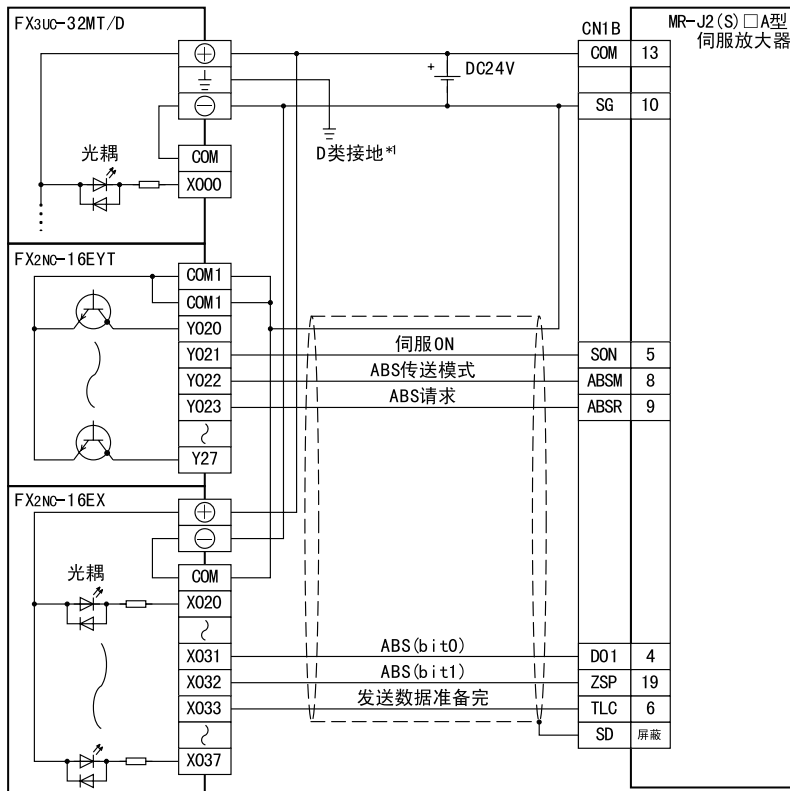 FX3UC-32MT/D
CN1B
MR-J2(S)□A型
伺服放大器
COM 13
+ DC24V
SG 10
D类接地*1
光耦
COM
X000
FX2NC-16EYT
COM1
COM1
Y020
Y021 伺服ON SON 5
Y022 ABS传送模式 ABSM 8
Y023 ABS请求 ABSR 9
Y27
FX2NC-16EX
光耦
COM
X020
X031 ABS(bit0) DO1 4
X032 ABS(bit1) ZSP 19
X033 发送数据准备完 TLC 6
SD 屏蔽
X037